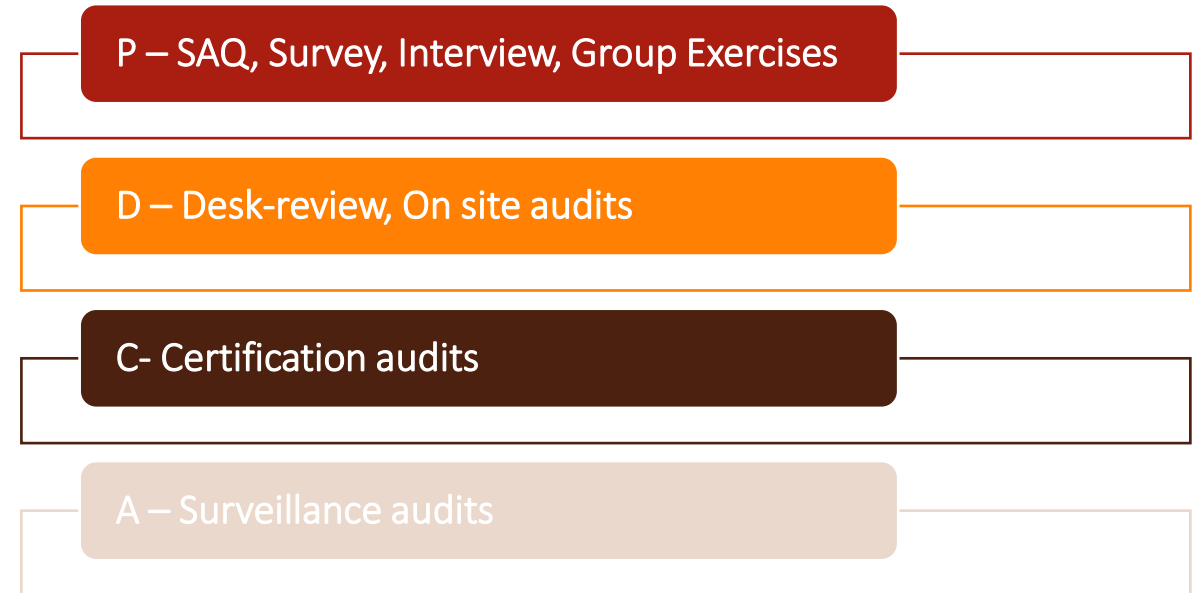 P – SAQ, Survey, Interview, Group Exercises
D – Desk-review, On site audits
C- Certification audits
A – Surveillance audits